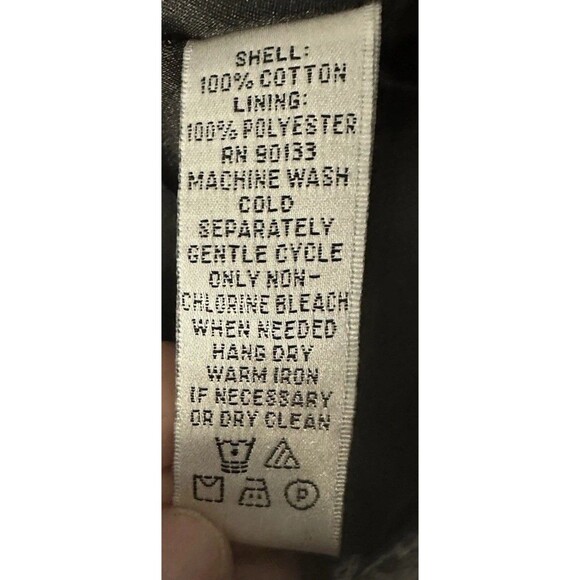 SHELL:
100% COTTON
LINING:
100% POLYESTER
RN 90133
MACHINE WASH
COLD
SEPARATELY
GENTLE CYCLE
ONLY NON-
CHLORINE BLEACH
WHEN NEEDED
HANG DRY
WARM IRON
IF NECESSARY
OR DRY CLEAN
P